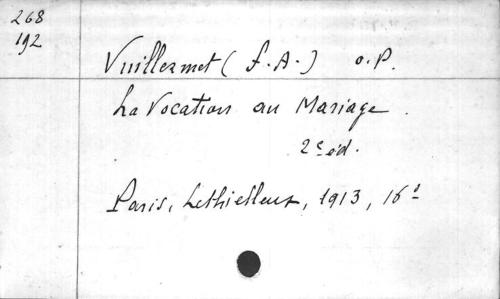 268
192
Vuillermet (f.A.) o.P.
La Vocation au Mariage.
2e éd.
Paris, Lethielleux, 1913, 16°